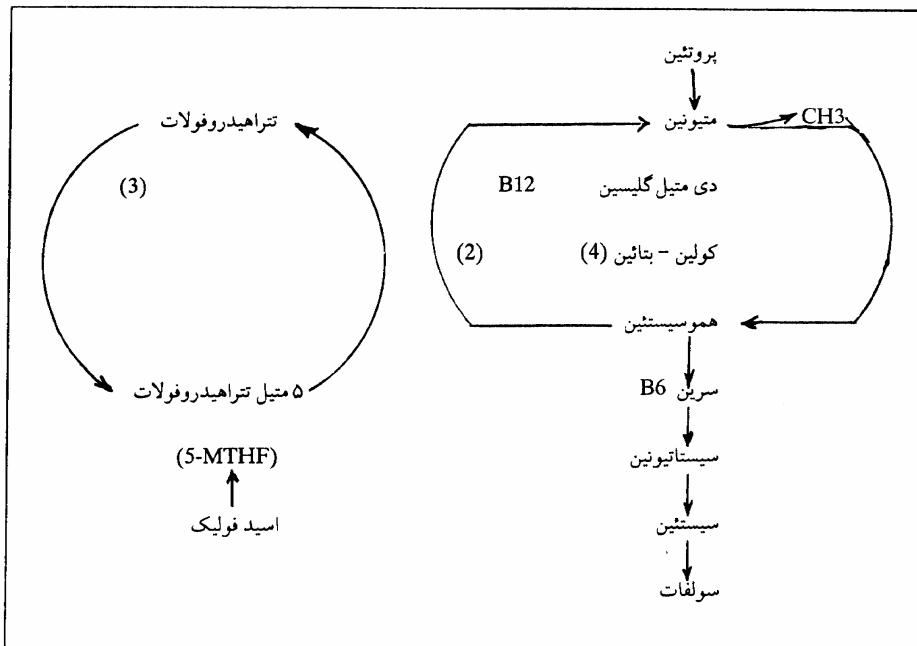 پروتئین
تتراهیدروفولات
متیونین
CH3
(3)
B12
دی متیل گلیسین
(2)
کولین - بتائین (4)
هموسیستئین
۵ متیل تتراهیدروفولات
سرین B6
(5-MTHF)
سیستاتیونین
اسید فولیک
سیستئین
سولفات